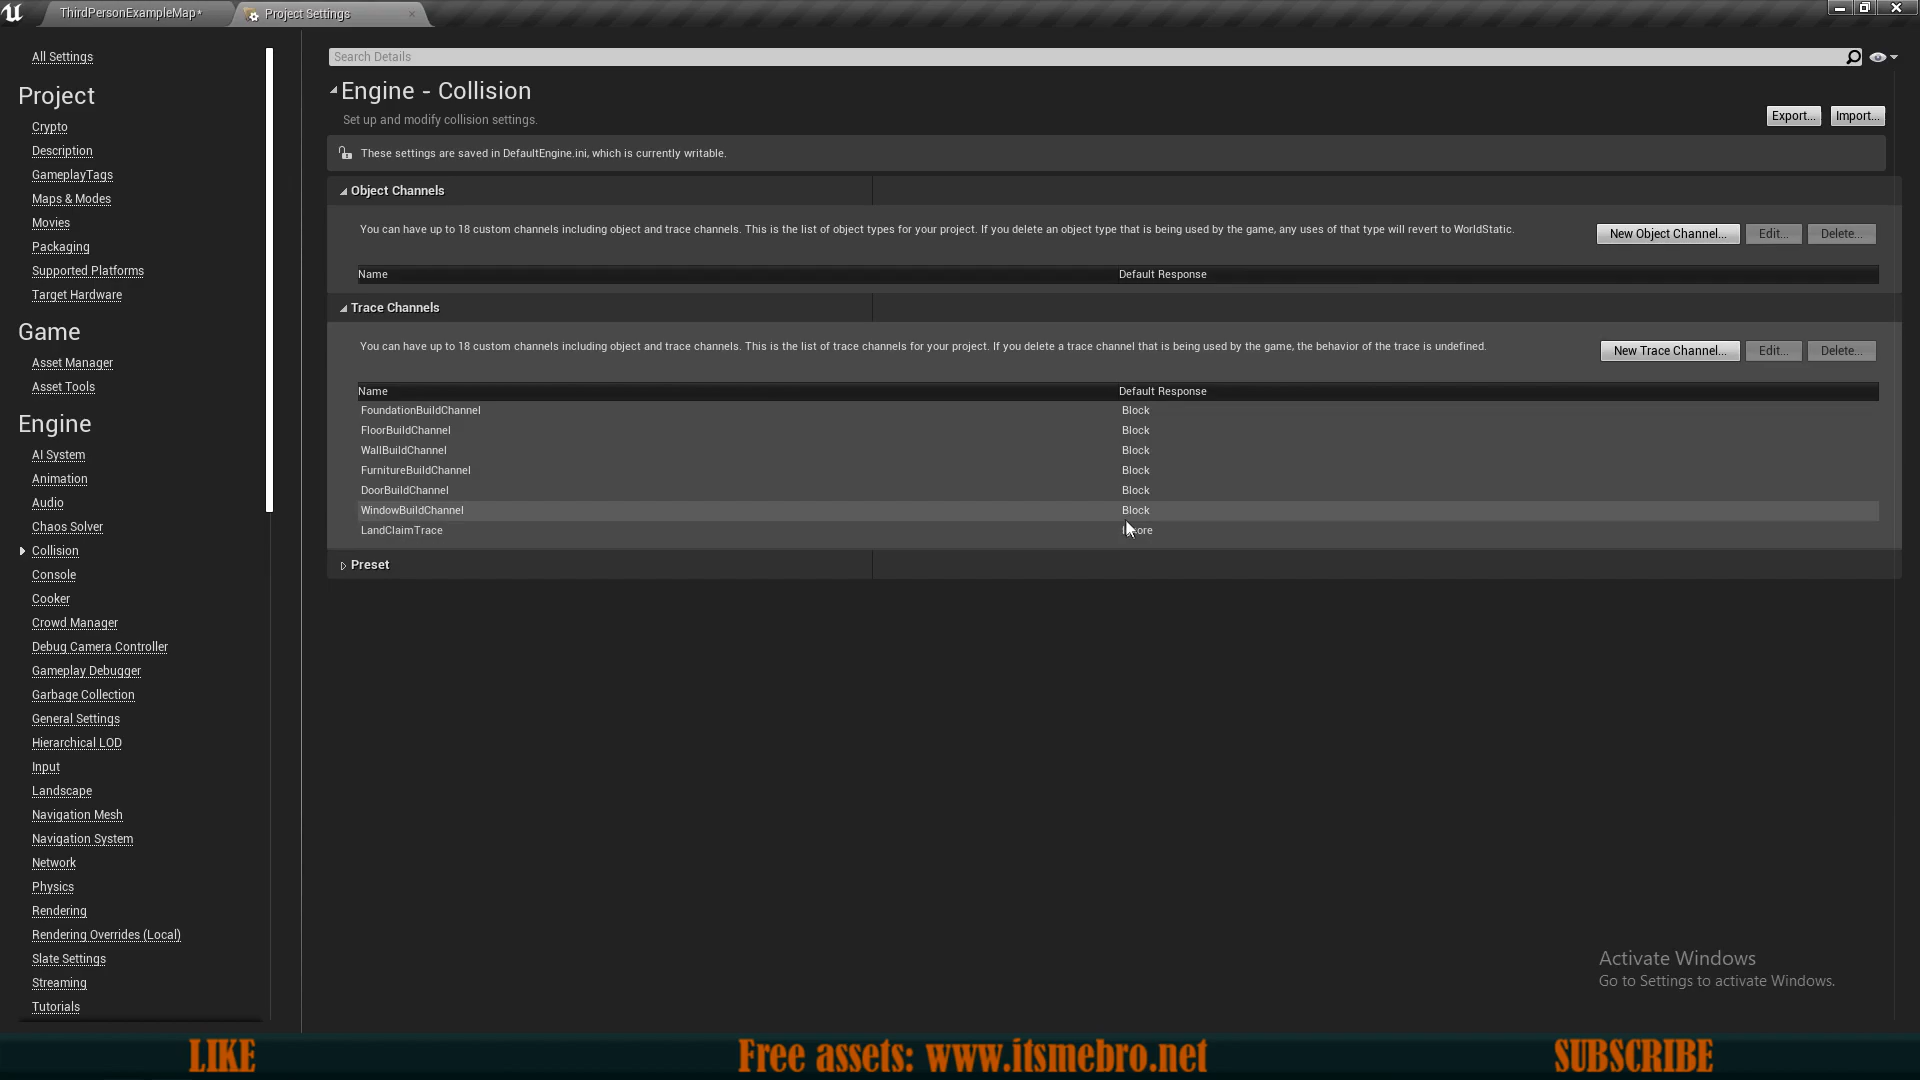 ThirdPersonExampleMap*
Project Settings
All Settings
Project
Crypto
Description
GameplayTags
Maps & Modes
Movies
Packaging
Supported Platforms
Target Hardware
Game
Asset Manager
Asset Tools
Engine
AI System
Animation
Audio
Chaos Solver
Collision
Console
Cooker
Crowd Manager
Debug Camera Controller
Gameplay Debugger
Garbage Collection
General Settings
Hierarchical LOD
Input
Landscape
Navigation Mesh
Navigation System
Network
Physics
Rendering
Rendering Overrides (Local)
Slate Settings
Streaming
Tutorials
Search Details
Engine - Collision
Set up and modify collision settings.
Export... Import...
These settings are saved in DefaultEngine.ini, which is currently writable.
Object Channels
You can have up to 18 custom channels including object and trace channels. This is the list of object types for your project. If you delete an object type that is being used by the game, any uses of that type will revert to WorldStatic.
New Object Channel... Edit... Delete...
Name Default Response
Trace Channels
You can have up to 18 custom channels including object and trace channels. This is the list of trace channels for your project. If you delete a trace channel that is being used by the game, the behavior of the trace is undefined.
New Trace Channel... Edit... Delete...
Name Default Response
FoundationBuildChannel Block
FloorBuildChannel Block
WallBuildChannel Block
FurnitureBuildChannel Block
DoorBuildChannel Block
WindowBuildChannel Block
LandClaimTrace
Preset
Activate Windows
Go to Settings to activate Windows.
LIKE
Free assets: www.itsmebro.net
SUBSCRIBE